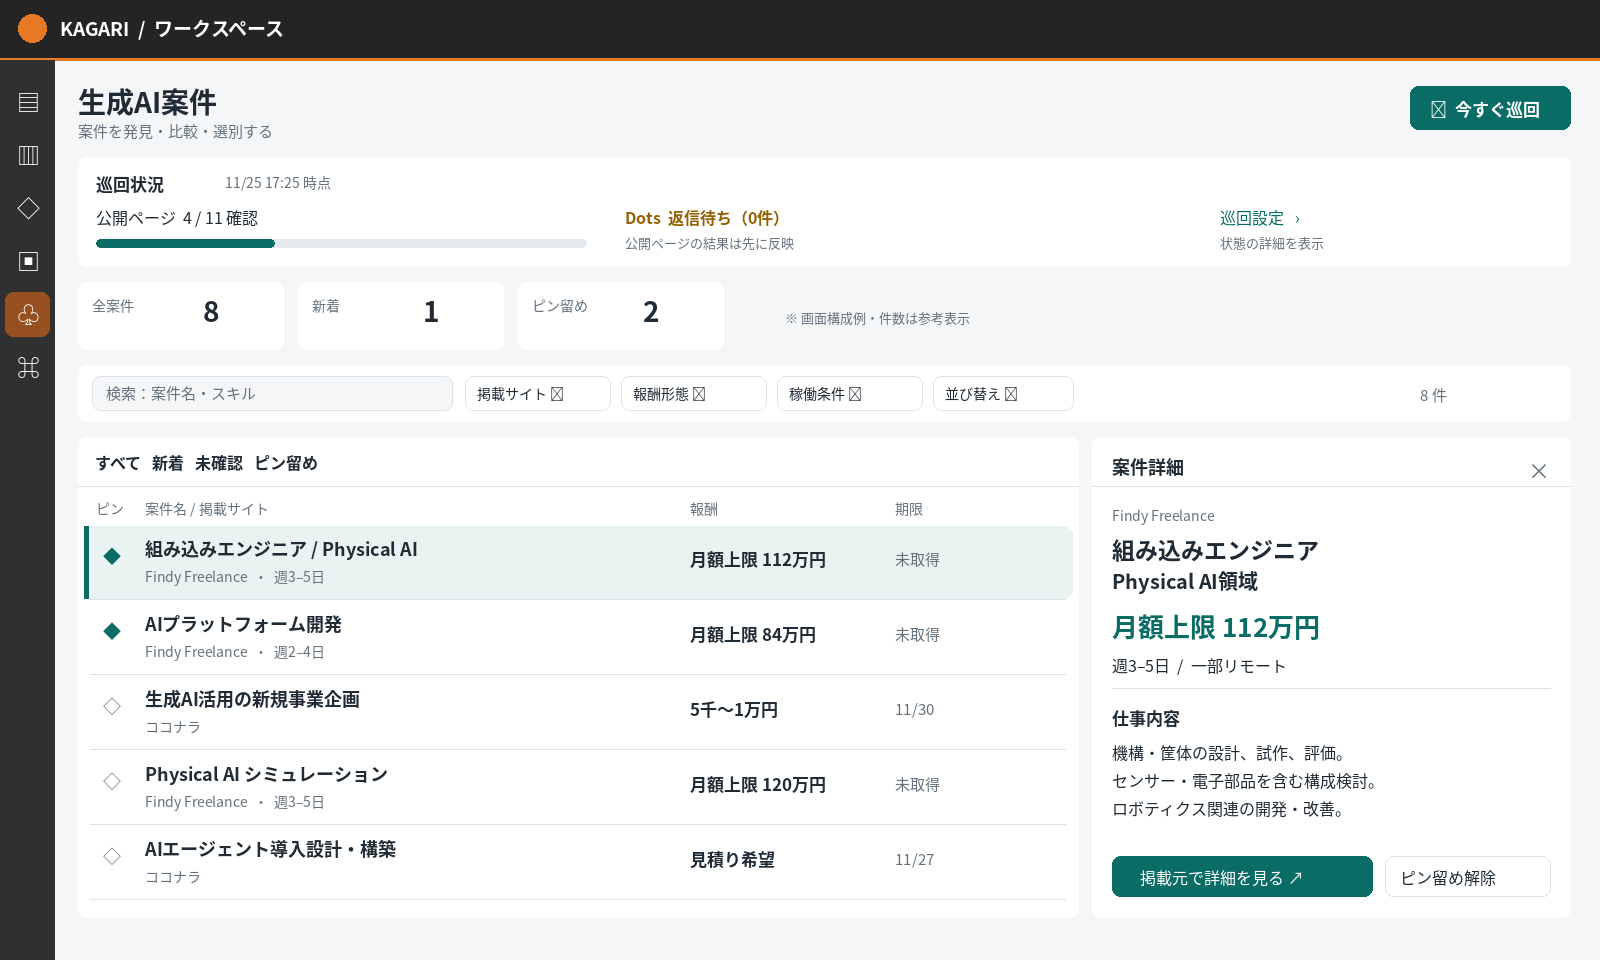 KAGARI / ワークスペース
生成AI案件
案件を発見・比較・選別する
今すぐ巡回
巡回状況 11/25 17:25 時点
公開ページ 4 / 11 確認
Dots 返信待ち（0件）
公開ページの結果は先に反映
巡回設定 ›
状態の詳細を表示
全案件 8
新着 1
ピン留め 2
※ 画面構成例・件数は参考表示
検索：案件名・スキル
掲載サイト
報酬形態
稼働条件
並び替え
8 件
すべて 新着 未確認 ピン留め
ピン 案件名 / 掲載サイト 報酬 期限
組み込みエンジニア / Physical AI
Findy Freelance ・ 週3–5日
月額上限 112万円
未取得
AIプラットフォーム開発
Findy Freelance ・ 週2–4日
月額上限 84万円
未取得
生成AI活用の新規事業企画
ココナラ
5千〜1万円
11/30
Physical AI シミュレーション
Findy Freelance ・ 週3–5日
月額上限 120万円
未取得
AIエージェント導入設計・構築
ココナラ
見積り希望
11/27
案件詳細
Findy Freelance
組み込みエンジニア
Physical AI領域
月額上限 112万円
週3–5日 / 一部リモート
仕事内容
機構・筐体の設計、試作、評価。
センサー・電子部品を含む構成検討。
ロボティクス関連の開発・改善。
掲載元で詳細を見る ↗
ピン留め解除